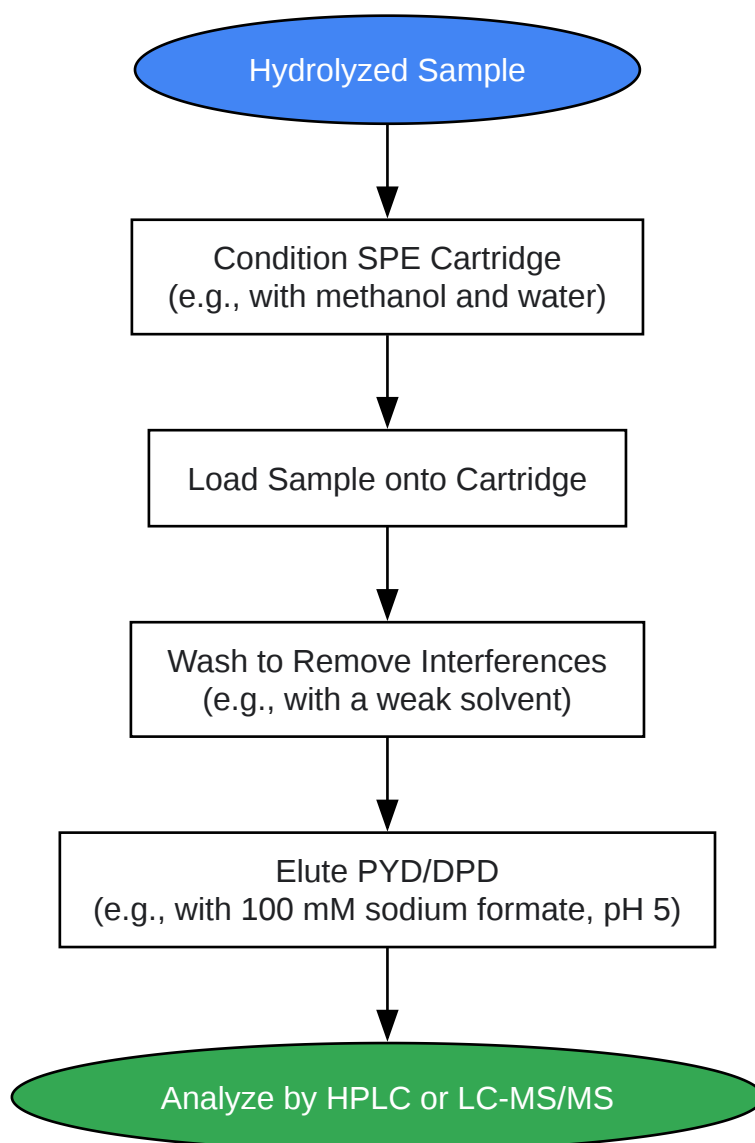 Hydrolyzed Sample
Condition SPE Cartridge
(e.g., with methanol and water)
Load Sample onto Cartridge
Wash to Remove Interferences
(e.g., with a weak solvent)
Elute PYD/DPD
(e.g., with 100 mM sodium formate, pH 5)
Analyze by HPLC or LC-MS/MS